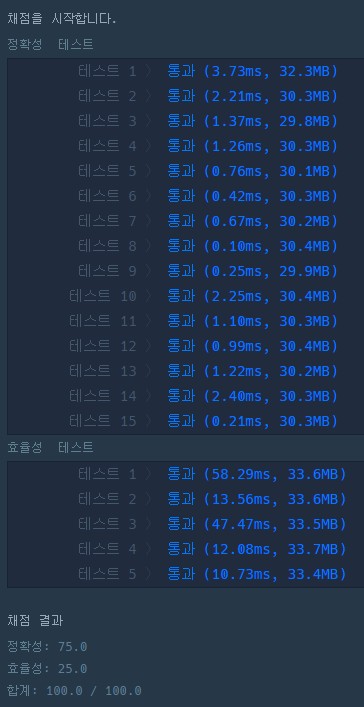 채점을 시작합니다.
정확성 테스트
테스트 1 〉 통과 (3.73ms, 32.3MB)
테스트 2 〉 통과 (2.21ms, 30.3MB)
테스트 3 〉 통과 (1.37ms, 29.8MB)
테스트 4 〉 통과 (1.26ms, 30.3MB)
테스트 5 〉 통과 (0.76ms, 30.1MB)
테스트 6 〉 통과 (0.42ms, 30.3MB)
테스트 7 〉 통과 (0.67ms, 30.2MB)
테스트 8 〉 통과 (0.10ms, 30.4MB)
테스트 9 〉 통과 (0.25ms, 29.9MB)
테스트 10 〉 통과 (2.25ms, 30.4MB)
테스트 11 〉 통과 (1.10ms, 30.3MB)
테스트 12 〉 통과 (0.99ms, 30.4MB)
테스트 13 〉 통과 (1.22ms, 30.2MB)
테스트 14 〉 통과 (2.40ms, 30.3MB)
테스트 15 〉 통과 (0.21ms, 30.3MB)
효율성 테스트
테스트 1 〉 통과 (58.29ms, 33.6MB)
테스트 2 〉 통과 (13.56ms, 33.6MB)
테스트 3 〉 통과 (47.47ms, 33.5MB)
테스트 4 〉 통과 (12.08ms, 33.7MB)
테스트 5 〉 통과 (10.73ms, 33.4MB)
채점 결과
정확성: 75.0
효율성: 25.0
합계: 100.0 / 100.0